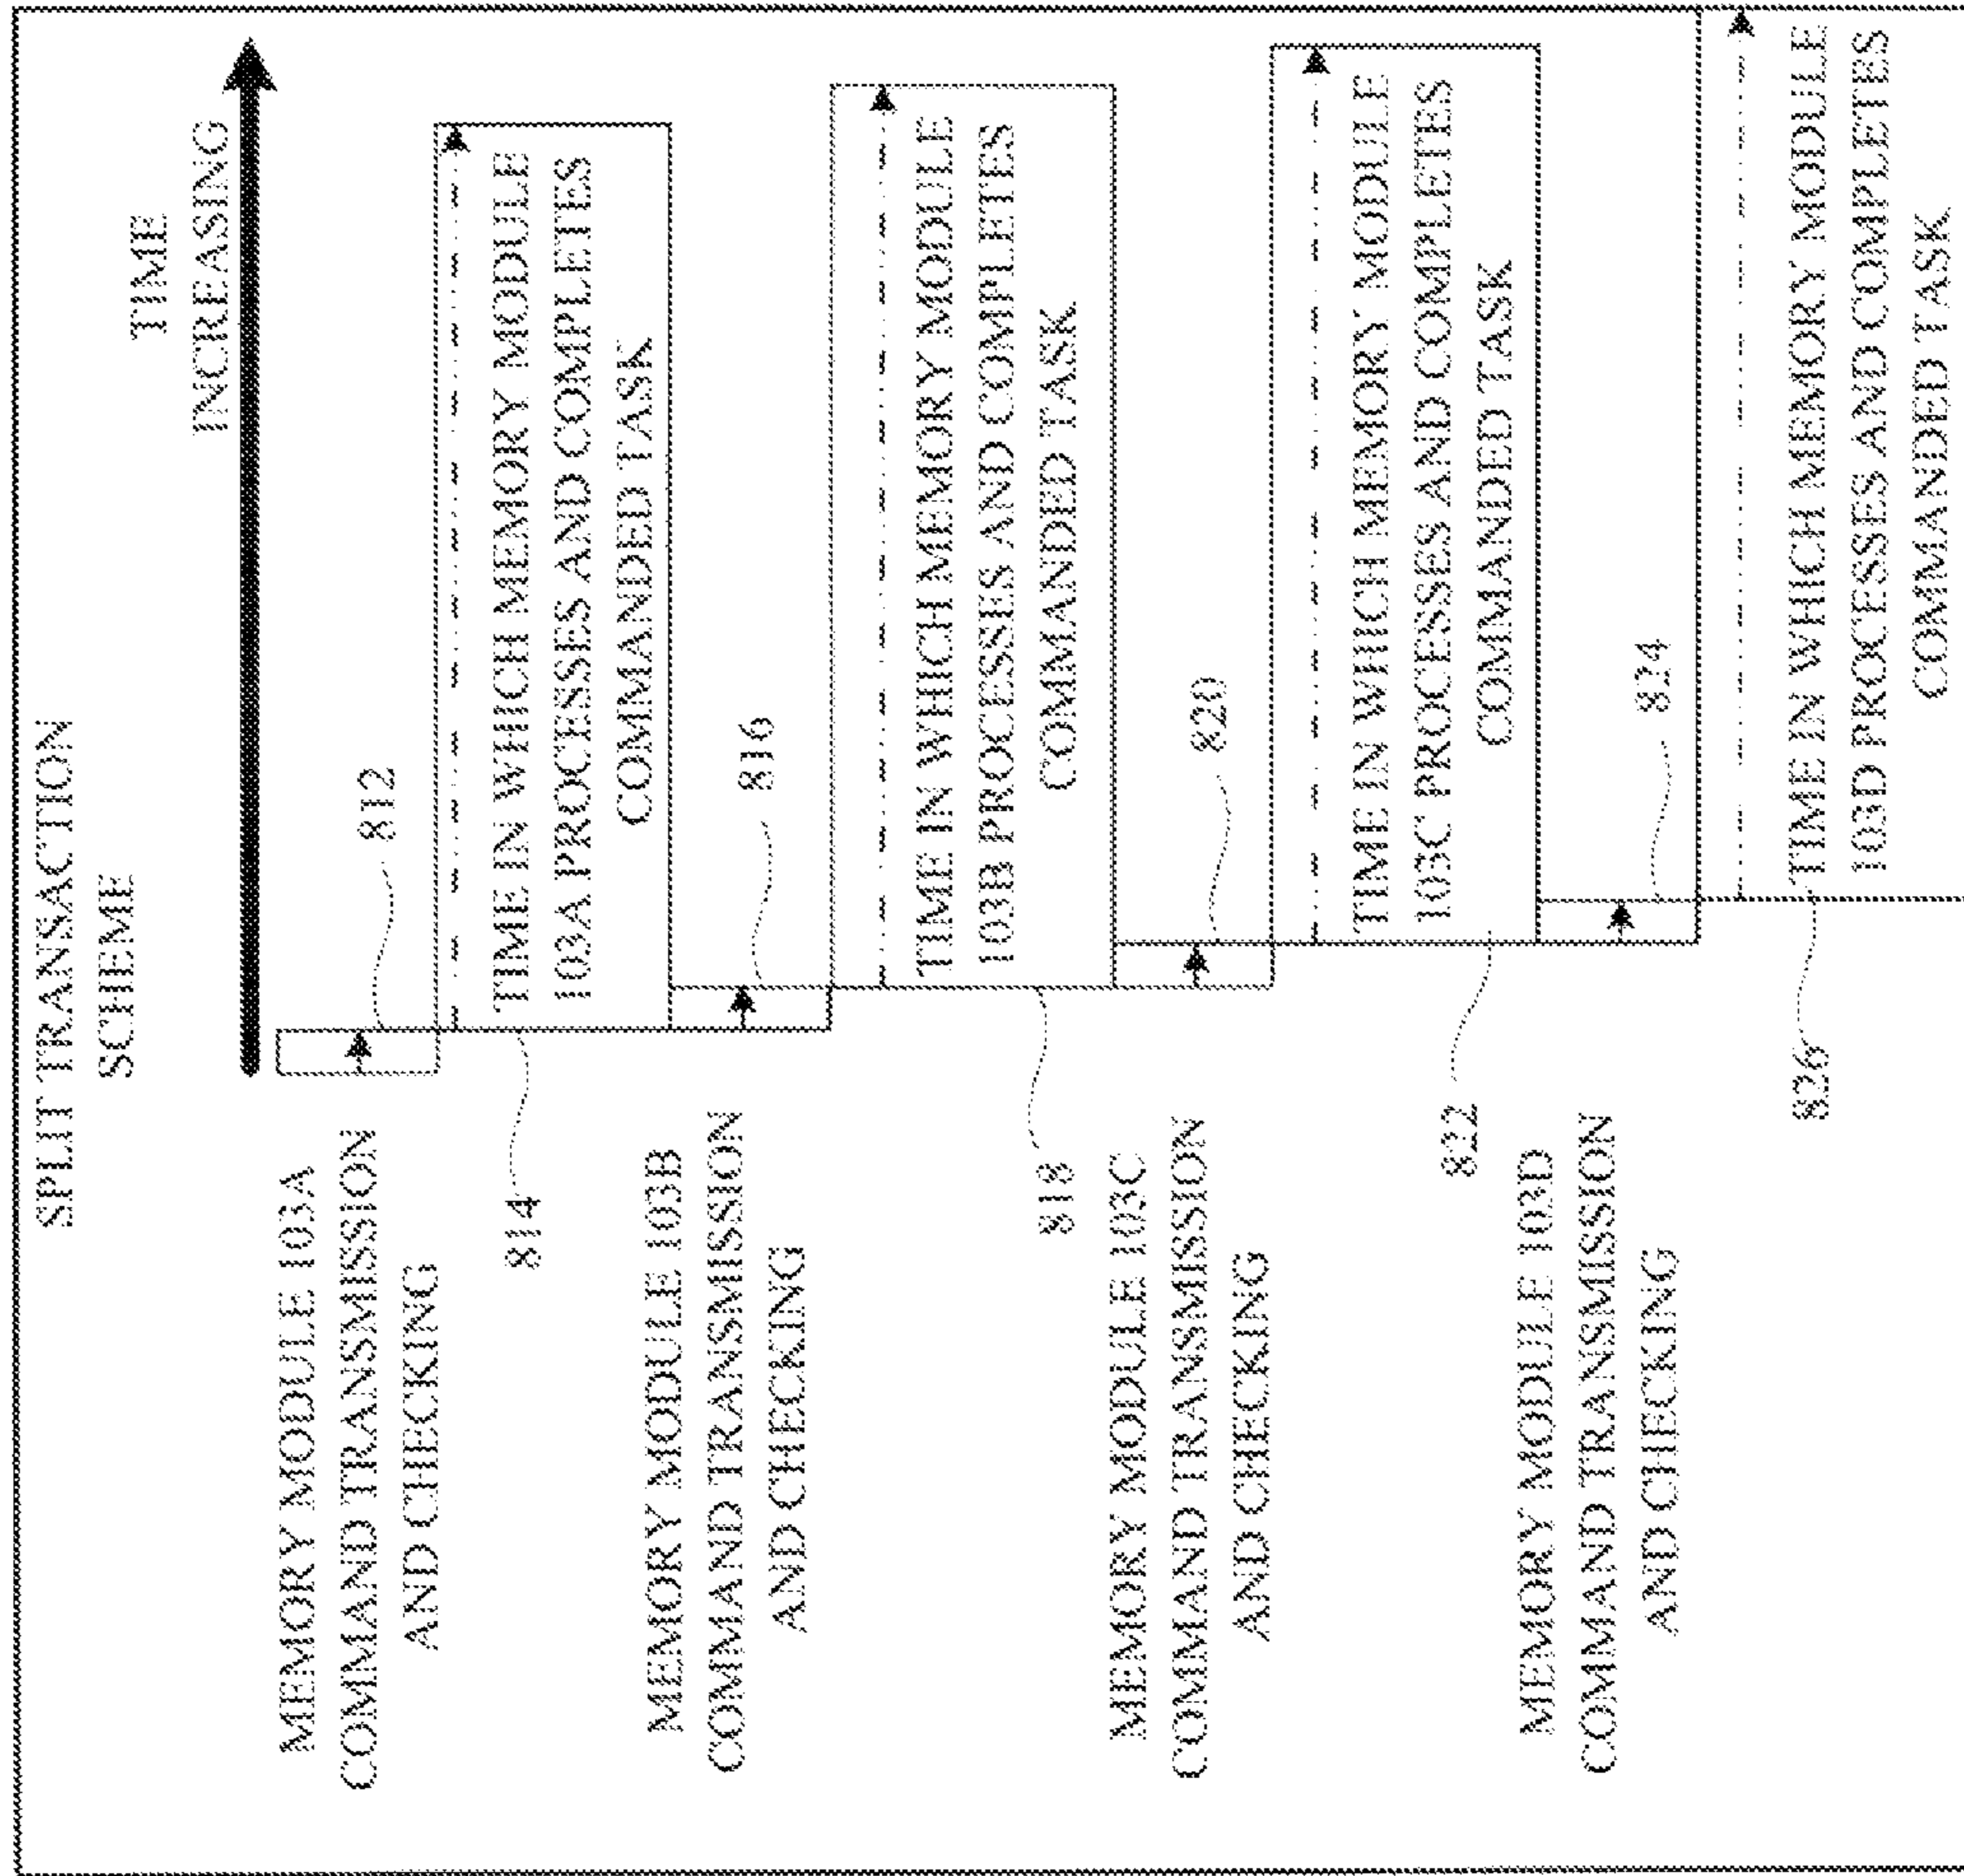 SPLIT TRANSACTION
SCHEME
TIME
INCREASING
MEMORY MODULE 103A
COMMAND TRANSMISSION
AND CHECKING
812
814
TIME IN WHICH MEMORY MODULE
103A PROCESSES AND COMPLETES
COMMANDED TASK
MEMORY MODULE 103B
COMMAND TRANSMISSION
AND CHECKING
816
818
TIME IN WHICH MEMORY MODULE
103B PROCESSES AND COMPLETES
COMMANDED TASK
MEMORY MODULE 103C
COMMAND TRANSMISSION
AND CHECKING
820
822
TIME IN WHICH MEMORY MODULE
103C PROCESSES AND COMPLETES
COMMANDED TASK
MEMORY MODULE 103D
COMMAND TRANSMISSION
AND CHECKING
824
826
TIME IN WHICH MEMORY MODULE
103D PROCESSES AND COMPLETES
COMMANDED TASK